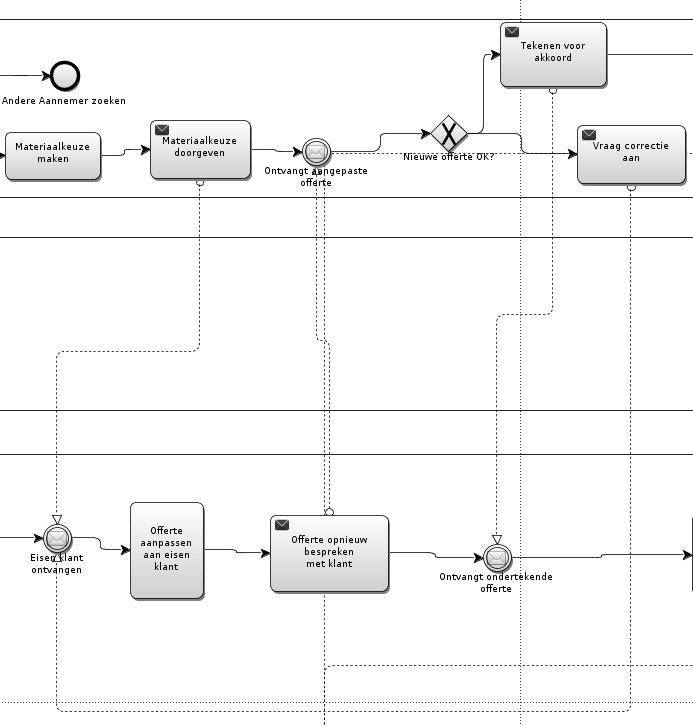 Tekenen voor
akkoord
Andere Aannemer zoeken
Materiaalkeuze
maken
Materiaalkeuze
doorgeven
Ontvangt aangepaste
offerte
Nieuwe offerte OK?
Vraag correctie
aan
Eisen klant
ontvangen
Offerte
aanpassen
aan eisen
klant
Offerte opnieuw
bespreken
met klant
Ontvangt ondertekende
offerte